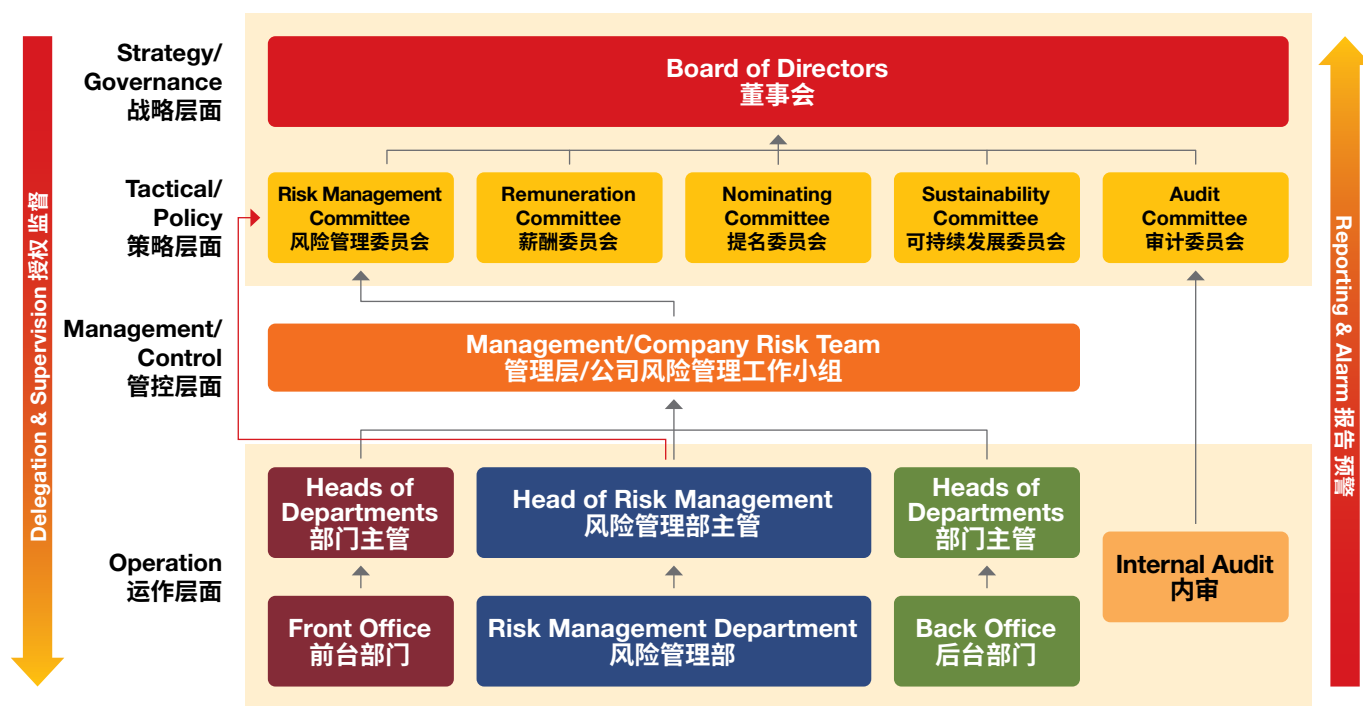 Strategy/
Governance
战略层面
Board of Directors
董事会
Tactical/
Policy
策略层面
Risk Management
Committee
风险管理委员会
Remuneration
Committee
薪酬委员会
Nominating
Committee
提名委员会
Sustainability
Committee
可持续发展委员会
Audit
Committee
审计委员会
Management/
Control
管控层面
Management/Company Risk Team
管理层/公司风险管理工作小组
Operation
运作层面
Heads of
Departments
部门主管
Head of Risk Management
风险管理部主管
Heads of
Departments
部门主管
Internal Audit
内审
Front Office
前台部门
Risk Management Department
风险管理部
Back Office
后台部门
Delegation & Supervision 授权 监督
Reporting & Alarm 报告 预警